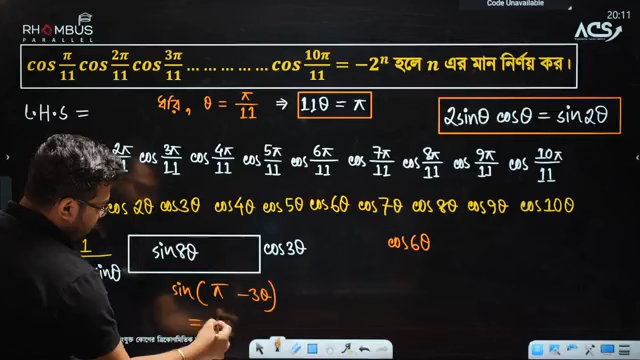 Code Unavailable
20:11
RHOMBUS
PARALLEL
ACS
cos π/11 cos 2π/11 cos 3π/11 ... ... ... ... ... cos 10π/11 = -2ⁿ হলে n এর মান নির্ণয় কর।
L.H.S =
ধরি, θ = π/11 ⇒ 11θ = π
2sinθ cosθ = sin2θ
2π/11 cos 3π/11 cos 4π/11 cos 5π/11 cos 6π/11 cos 7π/11 cos 8π/11 cos 9π/11 cos 10π/11
cos 2θ cos3θ cos4θ cos5θ cos6θ cos7θ cos8θ cos9θ cos10θ
1
sinθ
sin8θ cos3θ cos6θ
sin(π - 3θ)
=